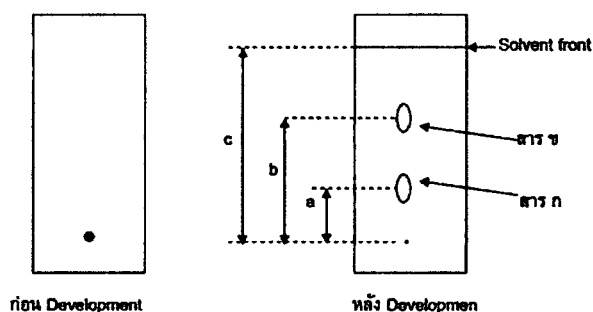 Solvent front
c
สาร ข
b
สาร ก
a
ก่อน Development
หลัง Developmen